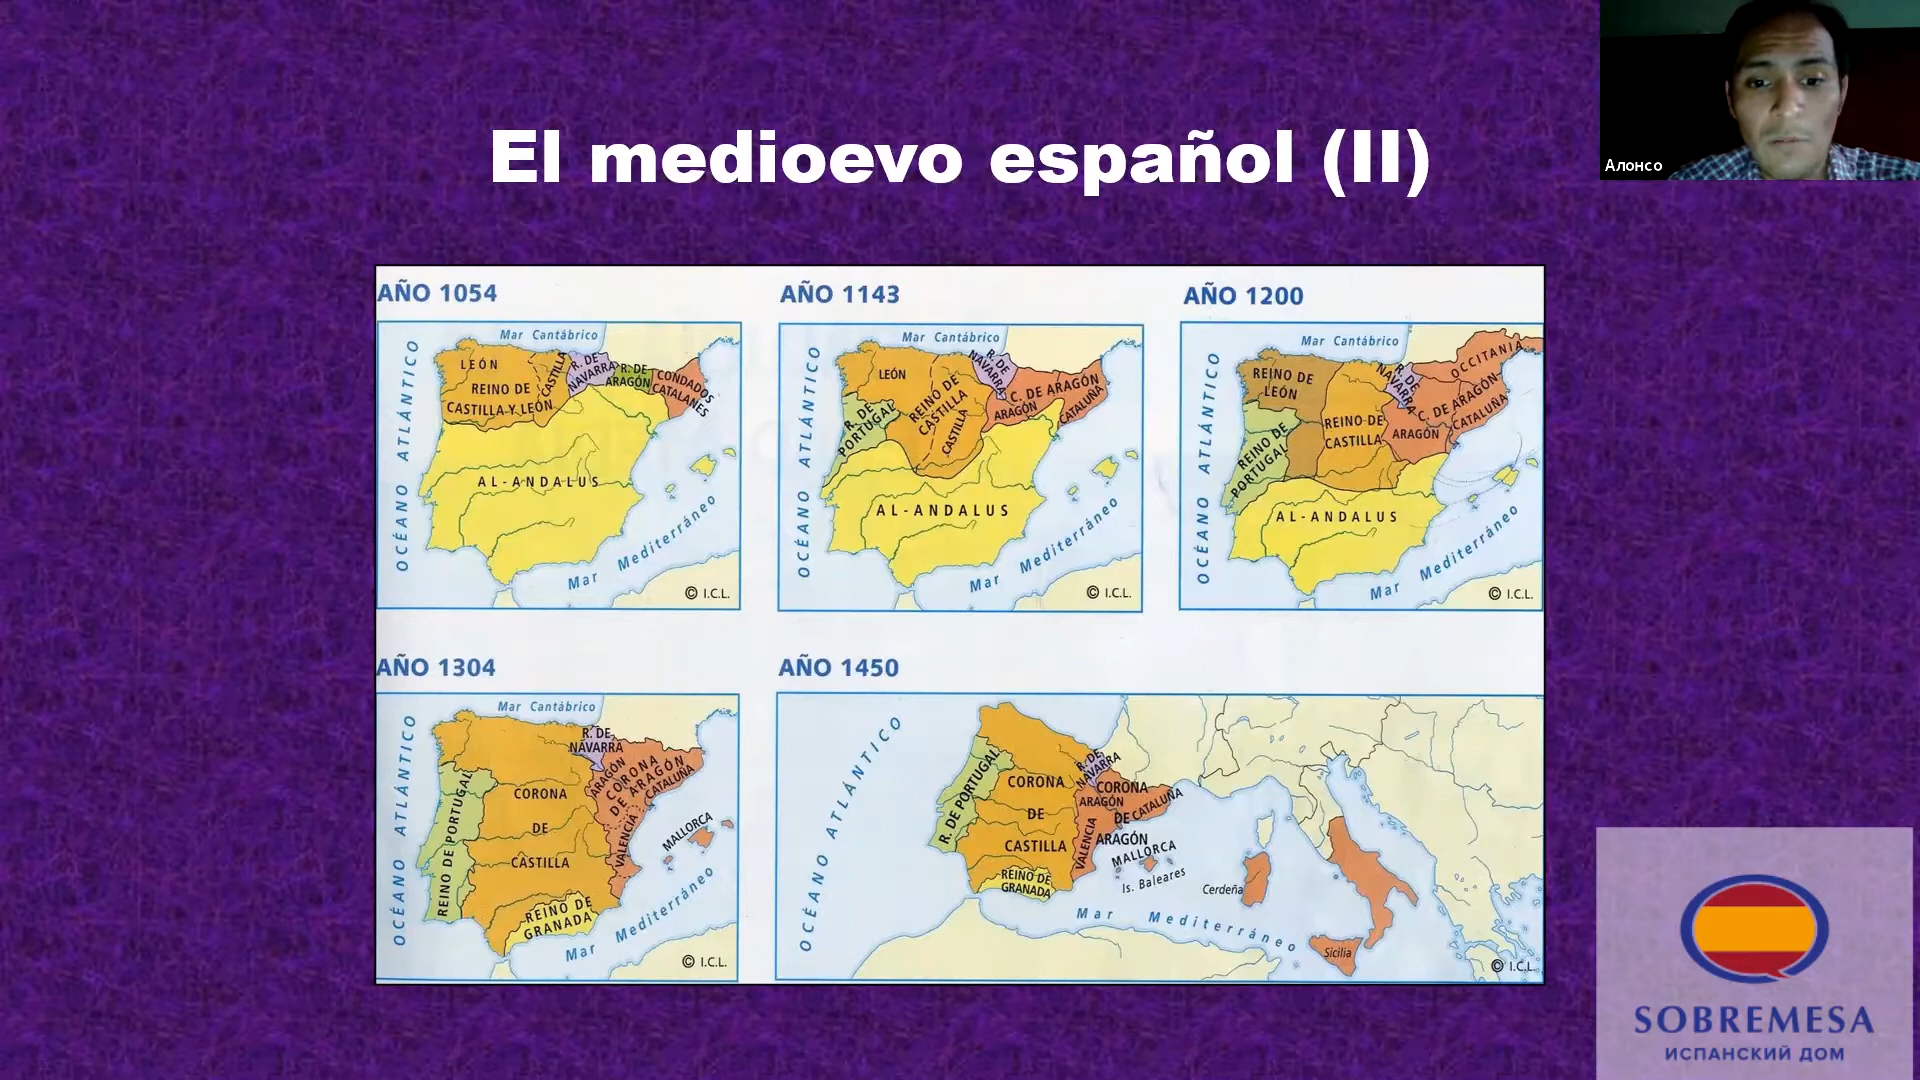 El medioevo español (II)
Алонсо
AÑO 1054
Mar Cantábrico
OCÉANO ATLÁNTICO
LEÓN
REINO DE
CASTILLA Y LEÓN
CASTILLA
R. DE
NAVARRA
R. DE
ARAGÓN
CONDADOS
CATALANES
AL-ANDALUS
Mar Mediterráneo
© I.C.L.
AÑO 1143
Mar Cantábrico
OCÉANO ATLÁNTICO
LEÓN
R. DE
PORTUGAL
REINO DE
CASTILLA
CASTILLA
R. DE
NAVARRA
C. DE ARAGÓN
ARAGÓN
CATALUÑA
AL-ANDALUS
Mar Mediterráneo
© I.C.L.
AÑO 1200
Mar Cantábrico
OCÉANO ATLÁNTICO
REINO DE
LEÓN
REINO DE
PORTUGAL
REINO DE
CASTILLA
R. DE
NAVARRA
OCCITANIA
C. DE ARAGÓN
ARAGÓN
CATALUÑA
AL-ANDALUS
Mar Mediterráneo
© I.C.L.
AÑO 1304
Mar Cantábrico
OCÉANO ATLÁNTICO
REINO DE PORTUGAL
CORONA
DE
CASTILLA
R. DE
NAVARRA
ARAGÓN
CORONA
DE ARAGÓN
CATALUÑA
VALENCIA
MALLORCA
REINO DE
GRANADA
Mar Mediterráneo
© I.C.L.
AÑO 1450
OCÉANO ATLÁNTICO
R. DE PORTUGAL
CORONA
DE
CASTILLA
R. DE
NAVARRA
CORONA
ARAGÓN
DE CATALUÑA
VALENCIA
ARAGÓN
MALLORCA
Is. Baleares
REINO DE
GRANADA
Cerdeña
Mar Mediterráneo
Sicilia
© I.C.L.
SOBREMESA
ИСПАНСКИЙ ДОМ